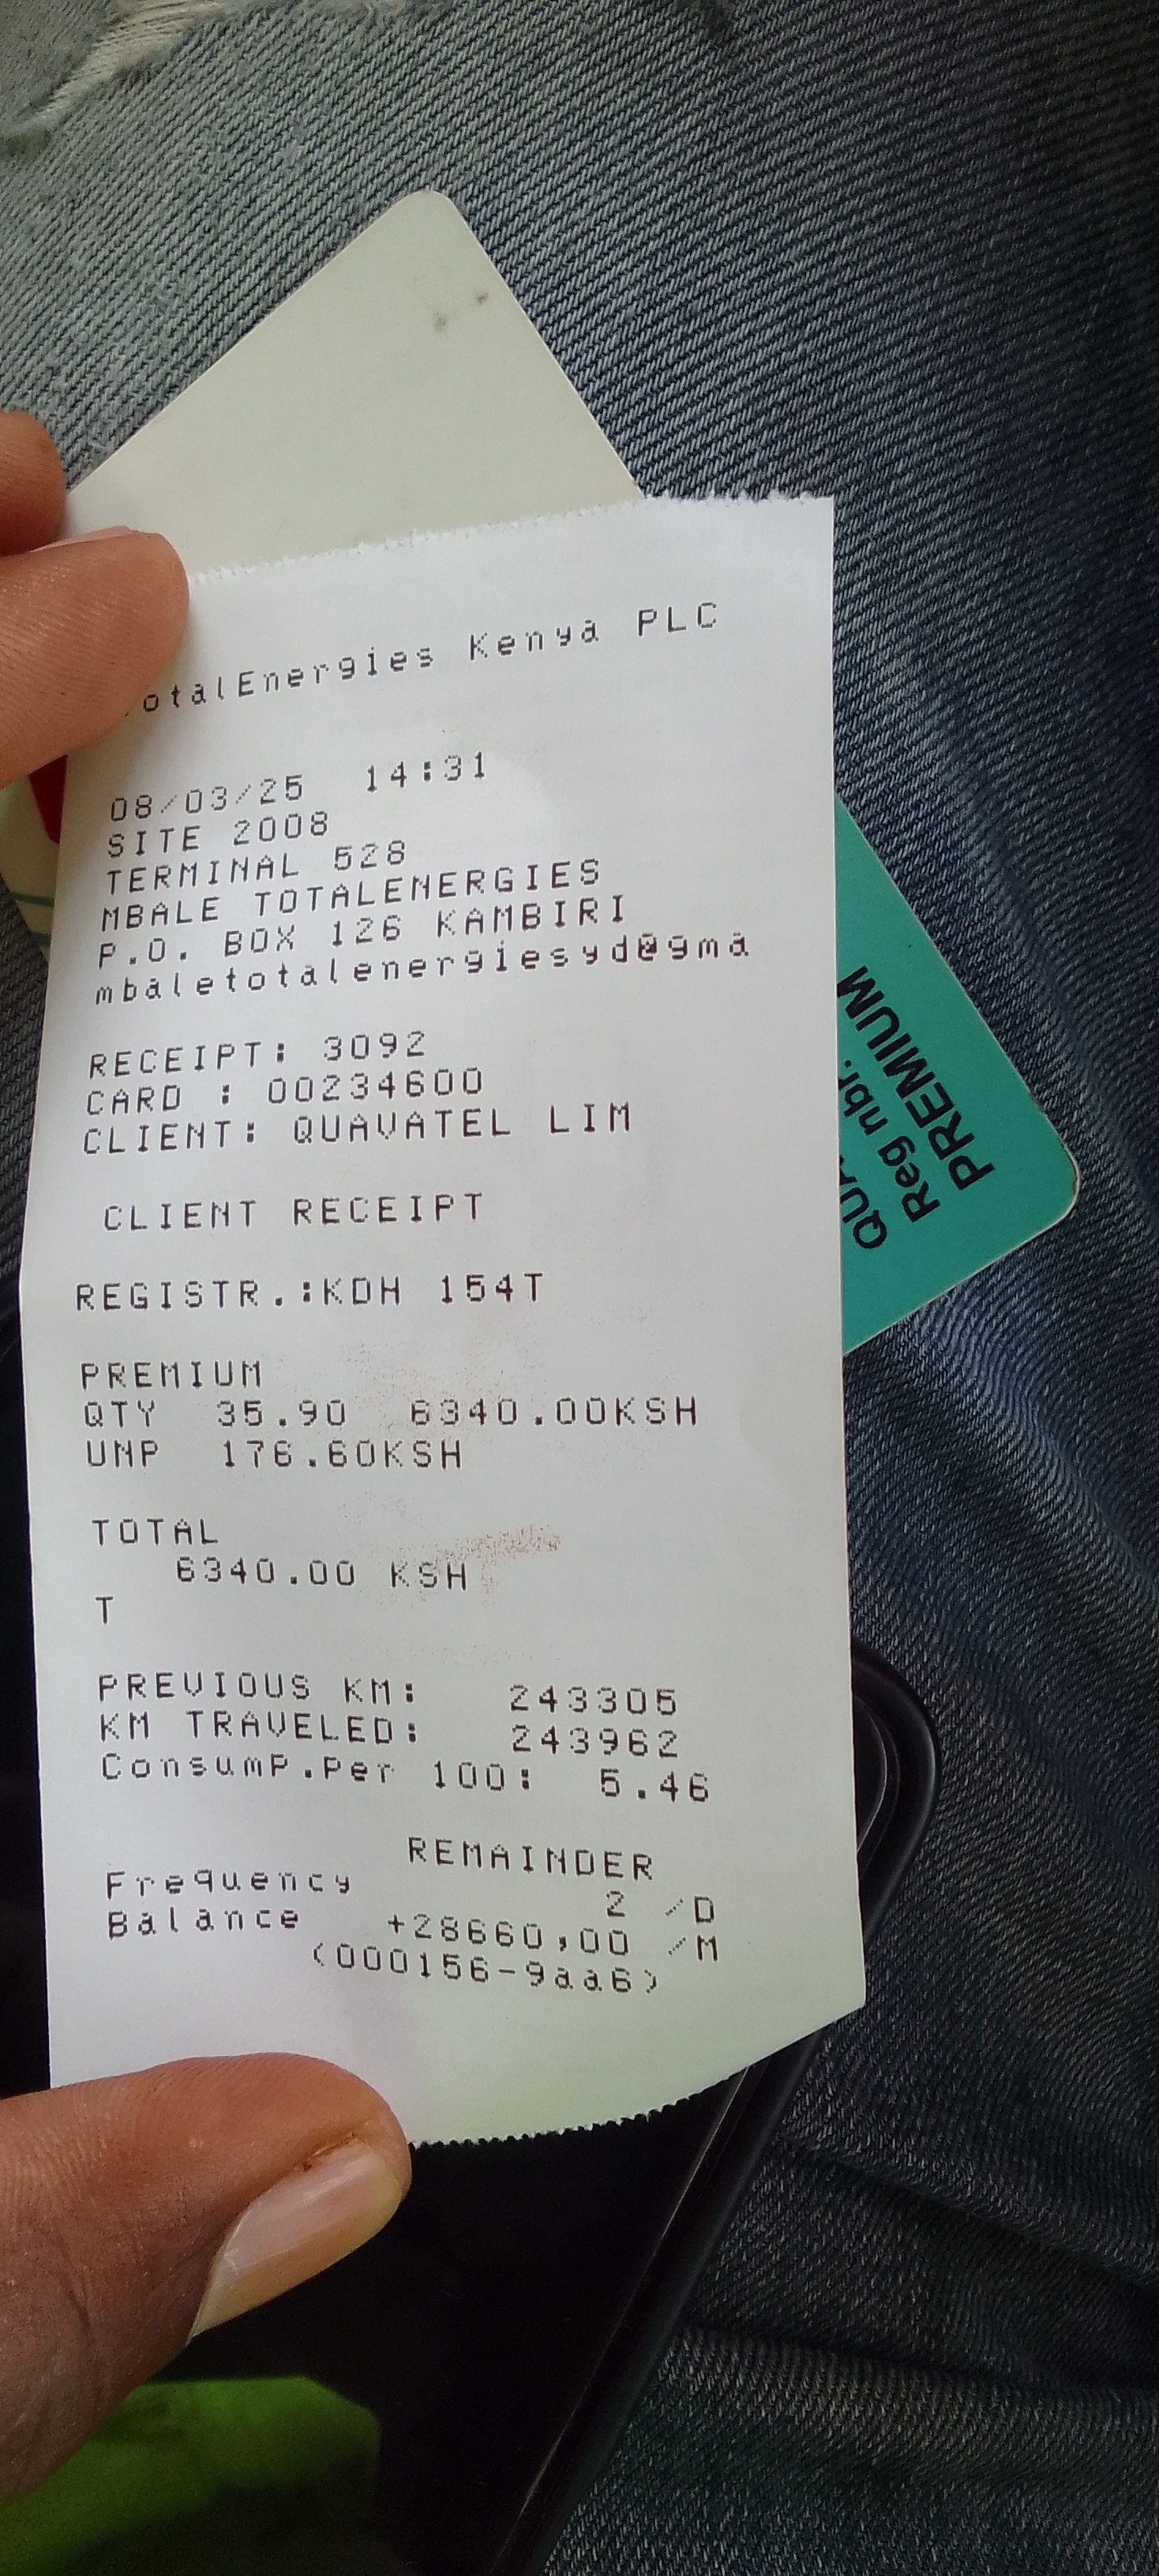 otalEnergies Kenya PLC
08/03/25 14:31
SITE 2008
TERMINAL 528
MBALE TOTALENERGIES
P.O. BOX 126 KAMBIRI
mbaletotalenergiesyd@gma
RECEIPT: 3092
CARD : 00234600
CLIENT: QUAVATEL LIM
CLIENT RECEIPT
REGISTR.:KDH 154T
PREMIUM
QTY 35.90 6340.00KSH
UNP 176.60KSH
TOTAL
6340.00 KSH
T
PREVIOUS KM: 243305
KM TRAVELED: 243962
ConsumP.Per 100: 5.46
REMAINDER
Frequency 2 /D
Balance +28660,00 /M
(000156-9aa6)
QUA
Reg nbr.
PREMIUM